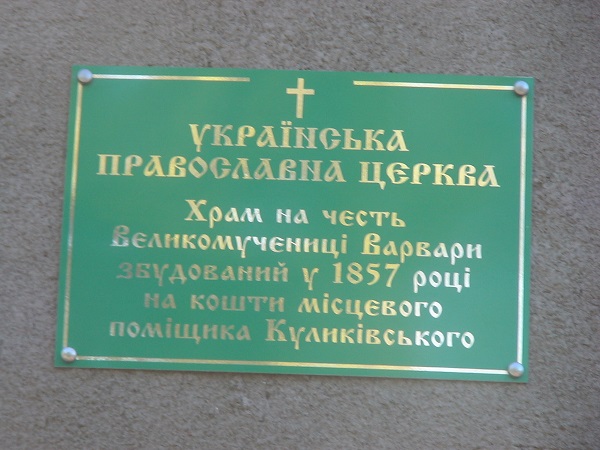 УКРАЇНСЬКА
ПРАВОСЛАВНА ЦЕРКВА
Храм на честь
Великомучениці Варвари
збудований у 1857 році
на кошти місцевого
поміщика Куликівського